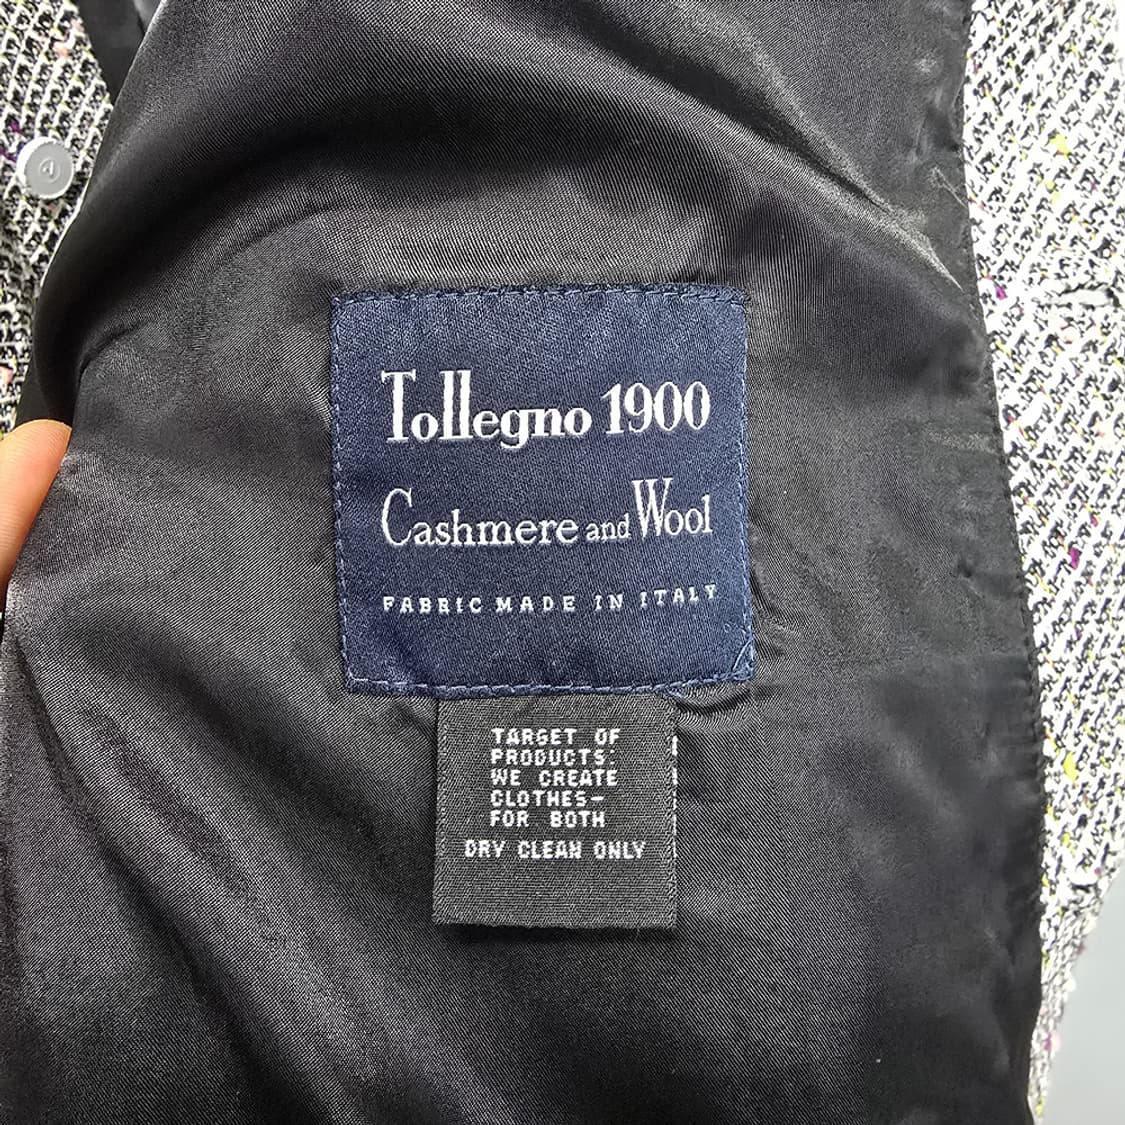 Tollegno 1900
Cashmere and Wool
FABRIC MADE IN ITALY
TARGET OF
PRODUCTS:
WE CREATE
CLOTHES-
FOR BOTH
DRY CLEAN ONLY